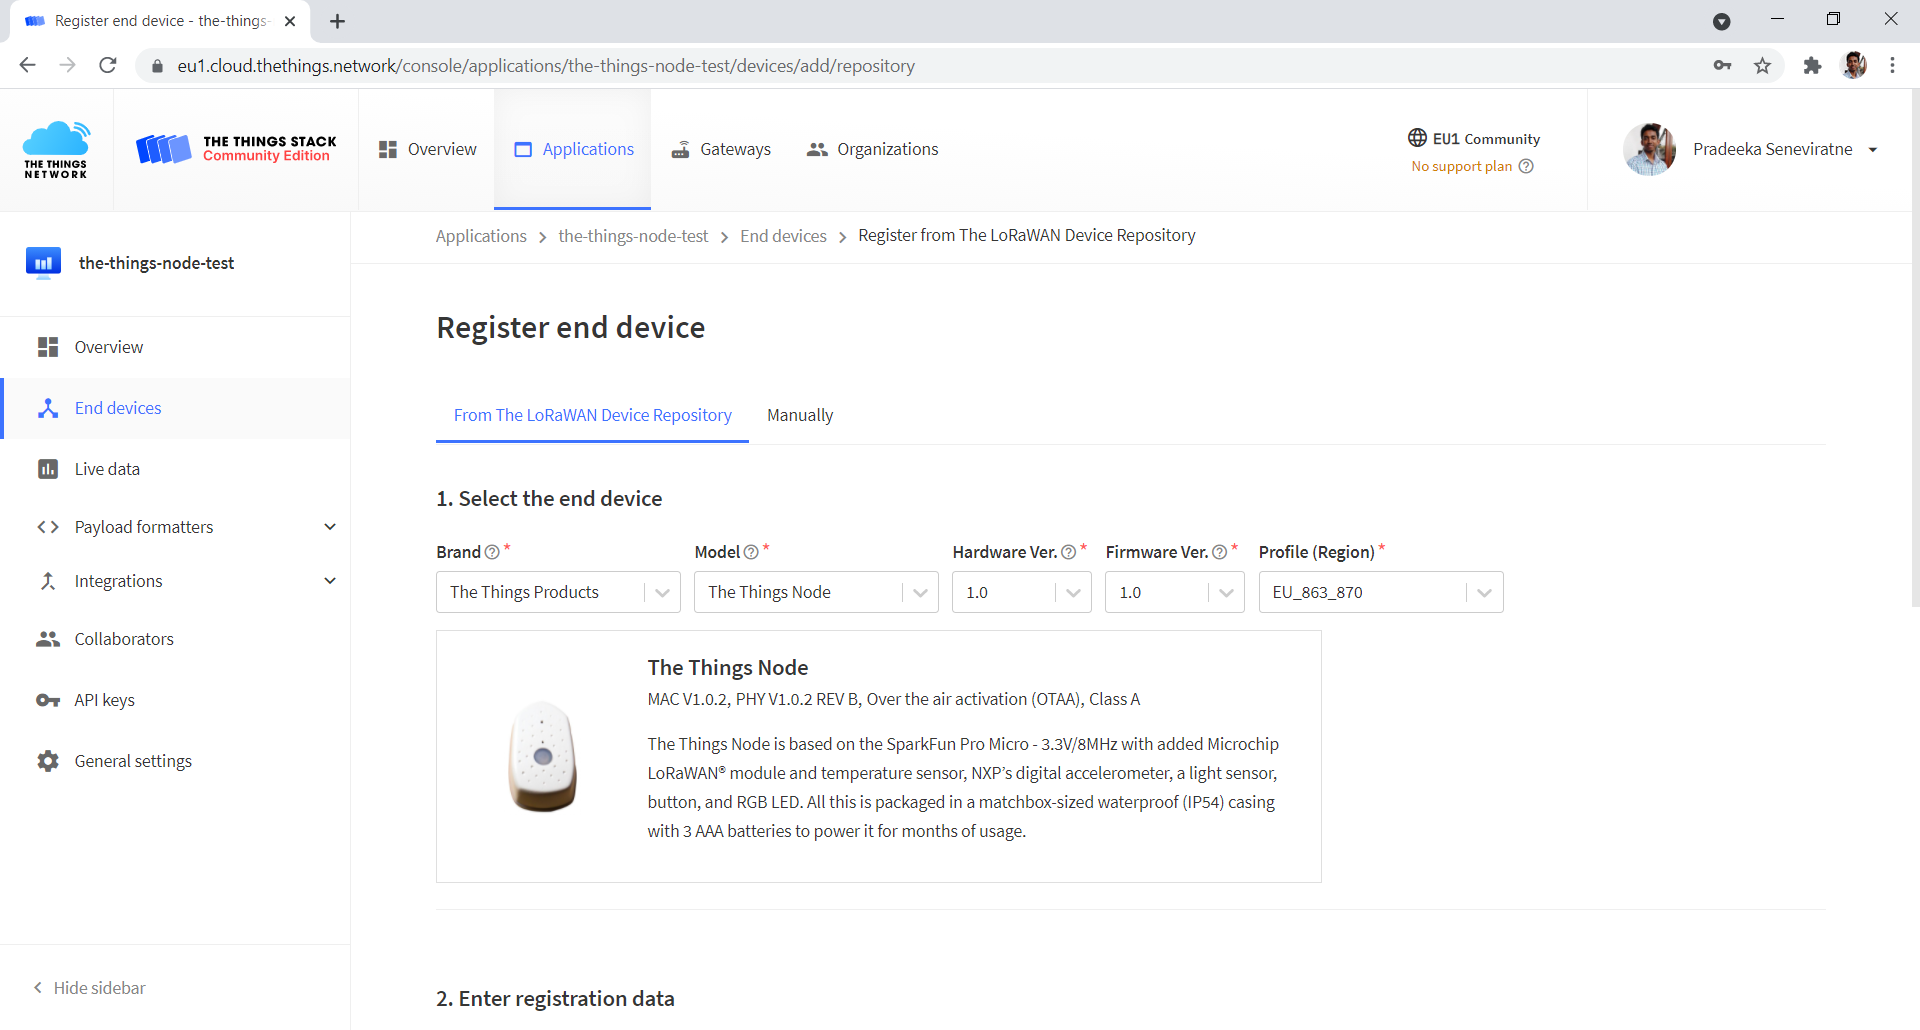 Register end device - the-things-
eu1.cloud.thethings.network/console/applications/the-things-node-test/devices/add/repository
THE THINGS
NETWORK
THE THINGS STACK
Community Edition
Overview
Applications
Gateways
Organizations
EU1 Community
No support plan
Pradeeka Seneviratne
the-things-node-test
Overview
End devices
Live data
Payload formatters
Integrations
Collaborators
API keys
General settings
Hide sidebar
Applications > the-things-node-test > End devices > Register from The LoRaWAN Device Repository
Register end device
From The LoRaWAN Device Repository
Manually
1. Select the end device
Brand ? *
Model ? *
Hardware Ver. ? *
Firmware Ver. ? *
Profile (Region) *
The Things Products
The Things Node
1.0
1.0
EU_863_870
The Things Node
MAC V1.0.2, PHY V1.0.2 REV B, Over the air activation (OTAA), Class A
The Things Node is based on the SparkFun Pro Micro - 3.3V/8MHz with added Microchip
LoRaWAN® module and temperature sensor, NXP’s digital accelerometer, a light sensor,
button, and RGB LED. All this is packaged in a matchbox-sized waterproof (IP54) casing
with 3 AAA batteries to power it for months of usage.
2. Enter registration data